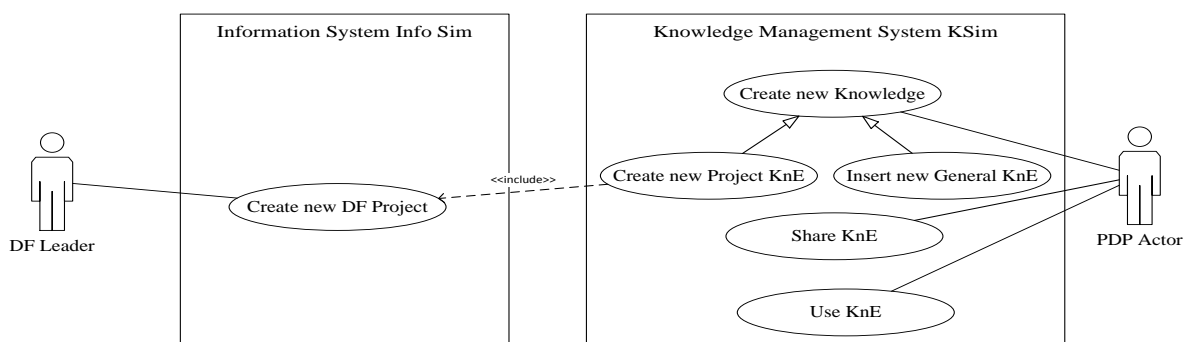 Information System Info Sim
Knowledge Management System KSim
Create new Knowledge
<<include>>
Create new Project KnE
Insert new General KnE
Create new DF Project
Share KnE
DF Leader
PDP Actor
Use KnE